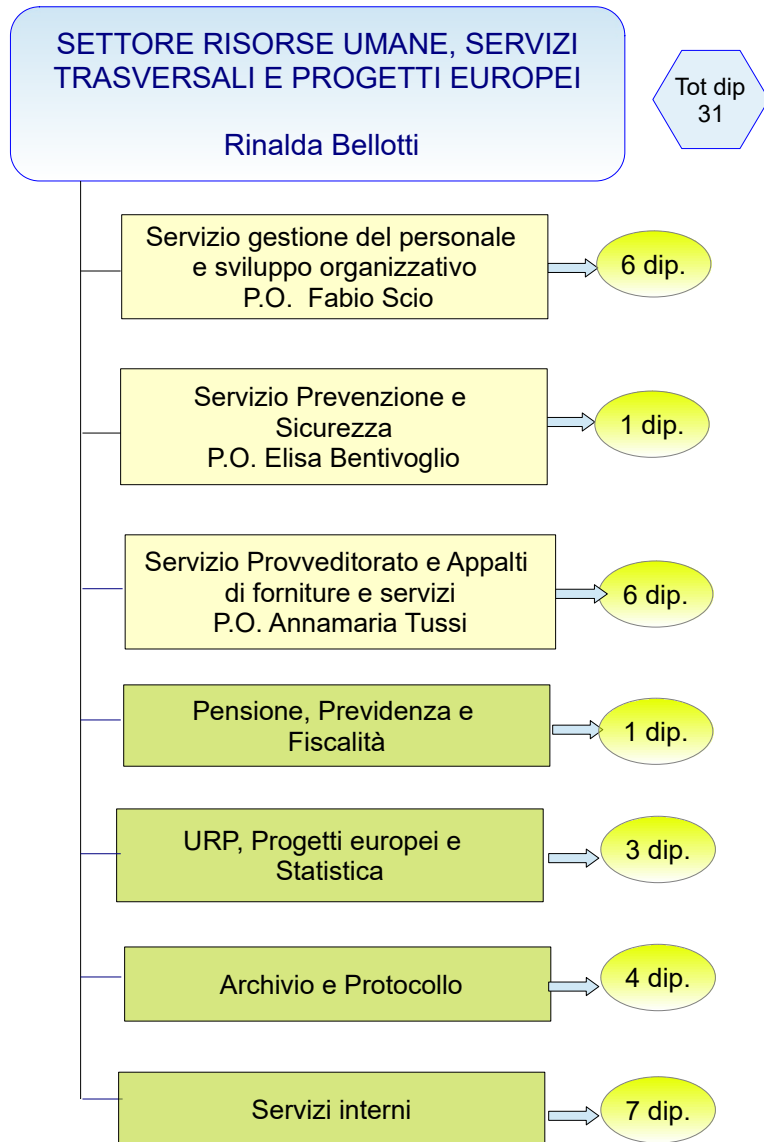 SETTORE RISORSE UMANE, SERVIZI
TRASVERSALI E PROGETTI EUROPEI
Rinalda Bellotti
Tot dip
31
Servizio gestione del personale
e sviluppo organizzativo
P.O. Fabio Scio
6 dip.
Servizio Prevenzione e
Sicurezza
P.O. Elisa Bentivoglio
1 dip.
Servizio Provveditorato e Appalti
di forniture e servizi
P.O. Annamaria Tussi
6 dip.
Pensione, Previdenza e
Fiscalità
1 dip.
URP, Progetti europei e
Statistica
3 dip.
Archivio e Protocollo
4 dip.
Servizi interni
7 dip.